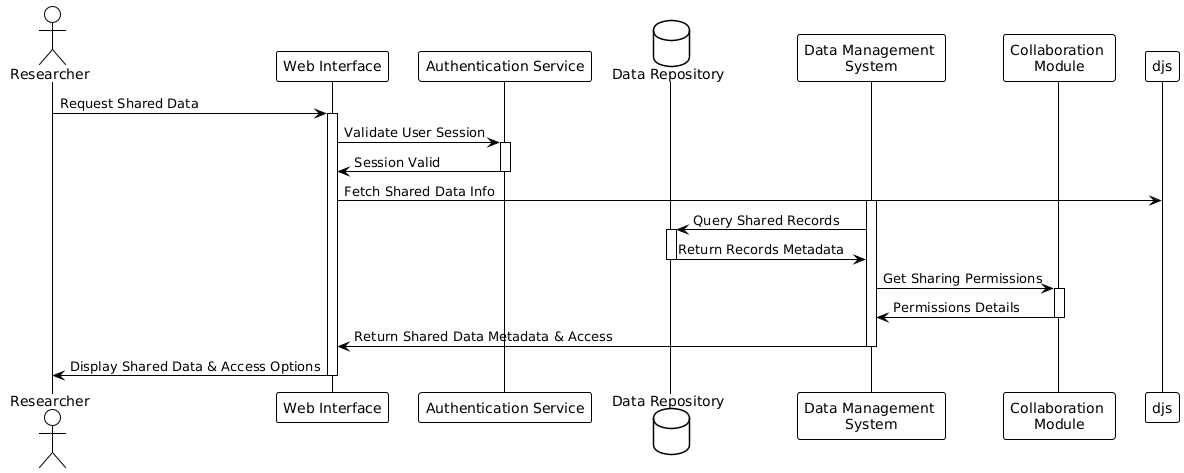 Researcher
Web Interface
Authentication Service
Data Repository
Data Management
System
Collaboration
Module
djs
Request Shared Data
Validate User Session
Session Valid
Fetch Shared Data Info
Query Shared Records
Return Records Metadata
Get Sharing Permissions
Permissions Details
Return Shared Data Metadata & Access
Display Shared Data & Access Options
Researcher
Web Interface
Authentication Service
Data Repository
Data Management
System
Collaboration
Module
djs